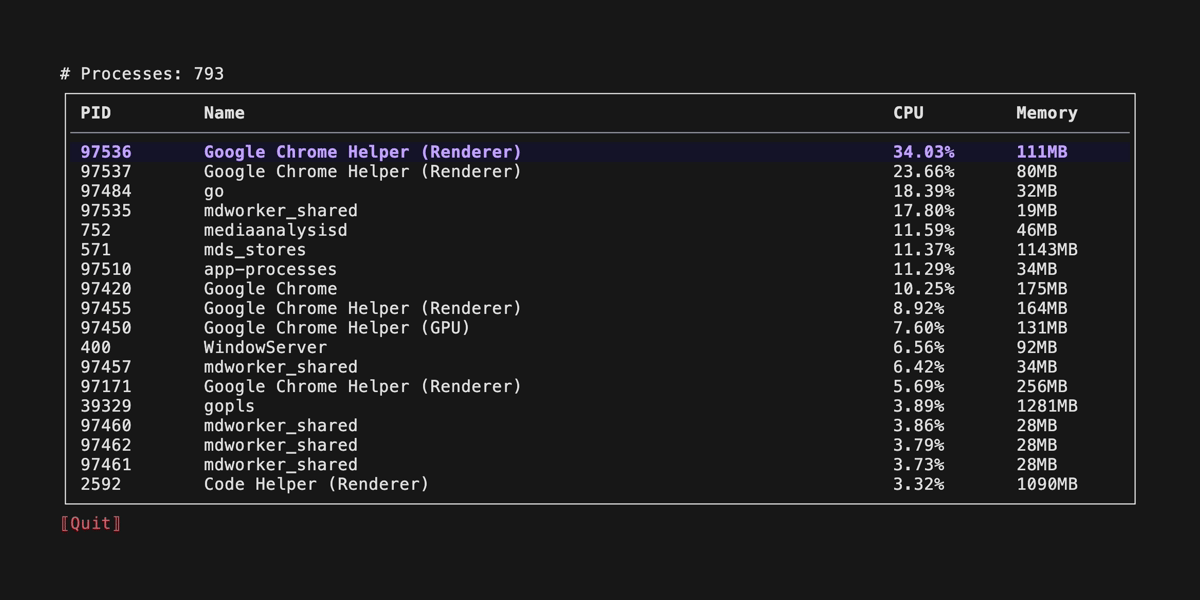 # Processes: 793
PID Name CPU Memory
97536 Google Chrome Helper (Renderer) 34.03% 111MB
97537 Google Chrome Helper (Renderer) 23.66% 80MB
97484 go 18.39% 32MB
97535 mdworker_shared 17.80% 19MB
752 mediaanalysisd 11.59% 46MB
571 mds_stores 11.37% 1143MB
97510 app-processes 11.29% 34MB
97420 Google Chrome 10.25% 175MB
97455 Google Chrome Helper (Renderer) 8.92% 164MB
97450 Google Chrome Helper (GPU) 7.60% 131MB
400 WindowServer 6.56% 92MB
97457 mdworker_shared 6.42% 34MB
97171 Google Chrome Helper (Renderer) 5.69% 256MB
39329 gopls 3.89% 1281MB
97460 mdworker_shared 3.86% 28MB
97462 mdworker_shared 3.79% 28MB
97461 mdworker_shared 3.73% 28MB
2592 Code Helper (Renderer) 3.32% 1090MB
⟦Quit⟧